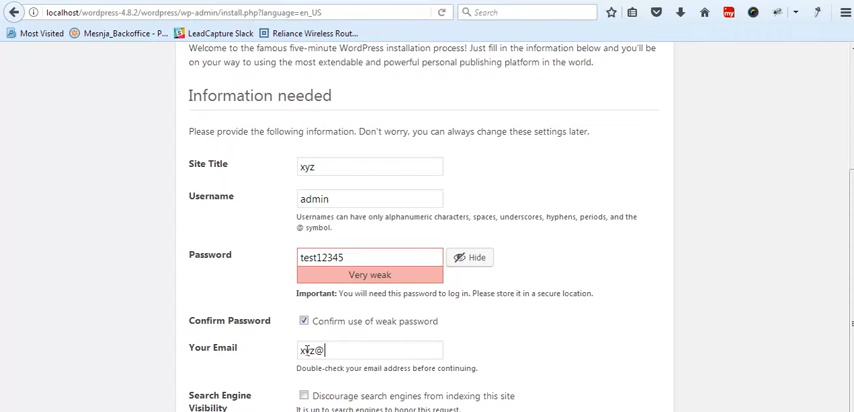 localhost/wordpress-4.8.2/wordpress/wp-admin/install.php?language=en_US
Search
my
Most Visited Mesnja_Backoffice - P... LeadCapture Slack Reliance Wireless Rout...
Welcome to the famous five-minute WordPress installation process! Just fill in the information below and you'll be
on your way to using the most extendable and powerful personal publishing platform in the world.
Information needed
Please provide the following information. Don't worry, you can always change these settings later.
Site Title xyz
Username admin
Usernames can have only alphanumeric characters, spaces, underscores, hyphens, periods, and the
@ symbol.
Password test12345 Hide
Very weak
Important: You will need this password to log in. Please store it in a secure location.
Confirm Password Confirm use of weak password
Your Email xyz@
Double-check your email address before continuing.
Search Engine Discourage search engines from indexing this site
Visibility
It is up to search engines to honor this request.